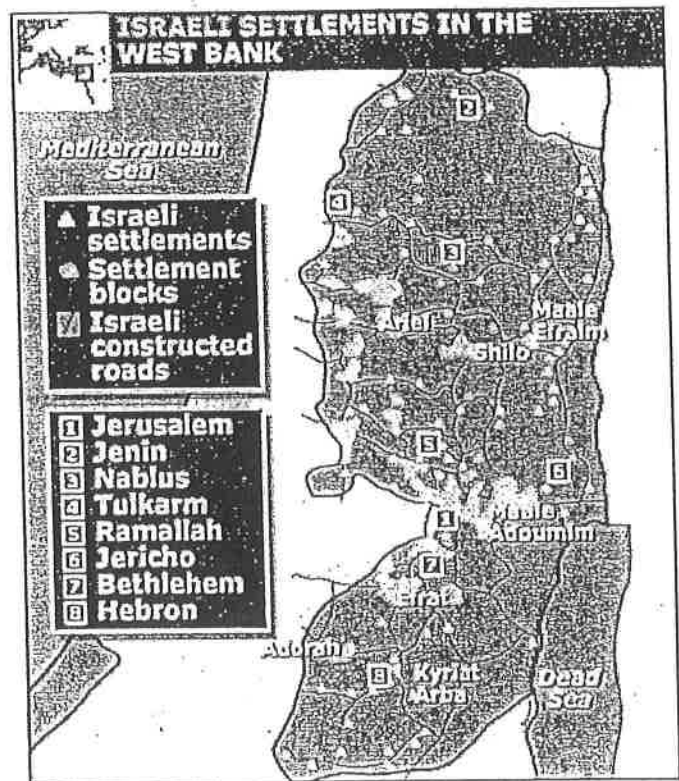 ISRAELI SETTLEMENTS IN THE
WEST BANK
Mediterranean
Sea
Israeli
settlements
Settlement
blocks
Israeli
constructed
roads
1 Jerusalem
2 Jenin
3 Nablus
4 Tulkarm
5 Ramallah
6 Jericho
7 Bethlehem
8 Hebron
2
4
3
Ariel
Maale
Efraim
Shilo
5
6
1
Maale
Adoumim
7
Efrat
Adorah
8
Kyriat
Arba
Dead
Sea